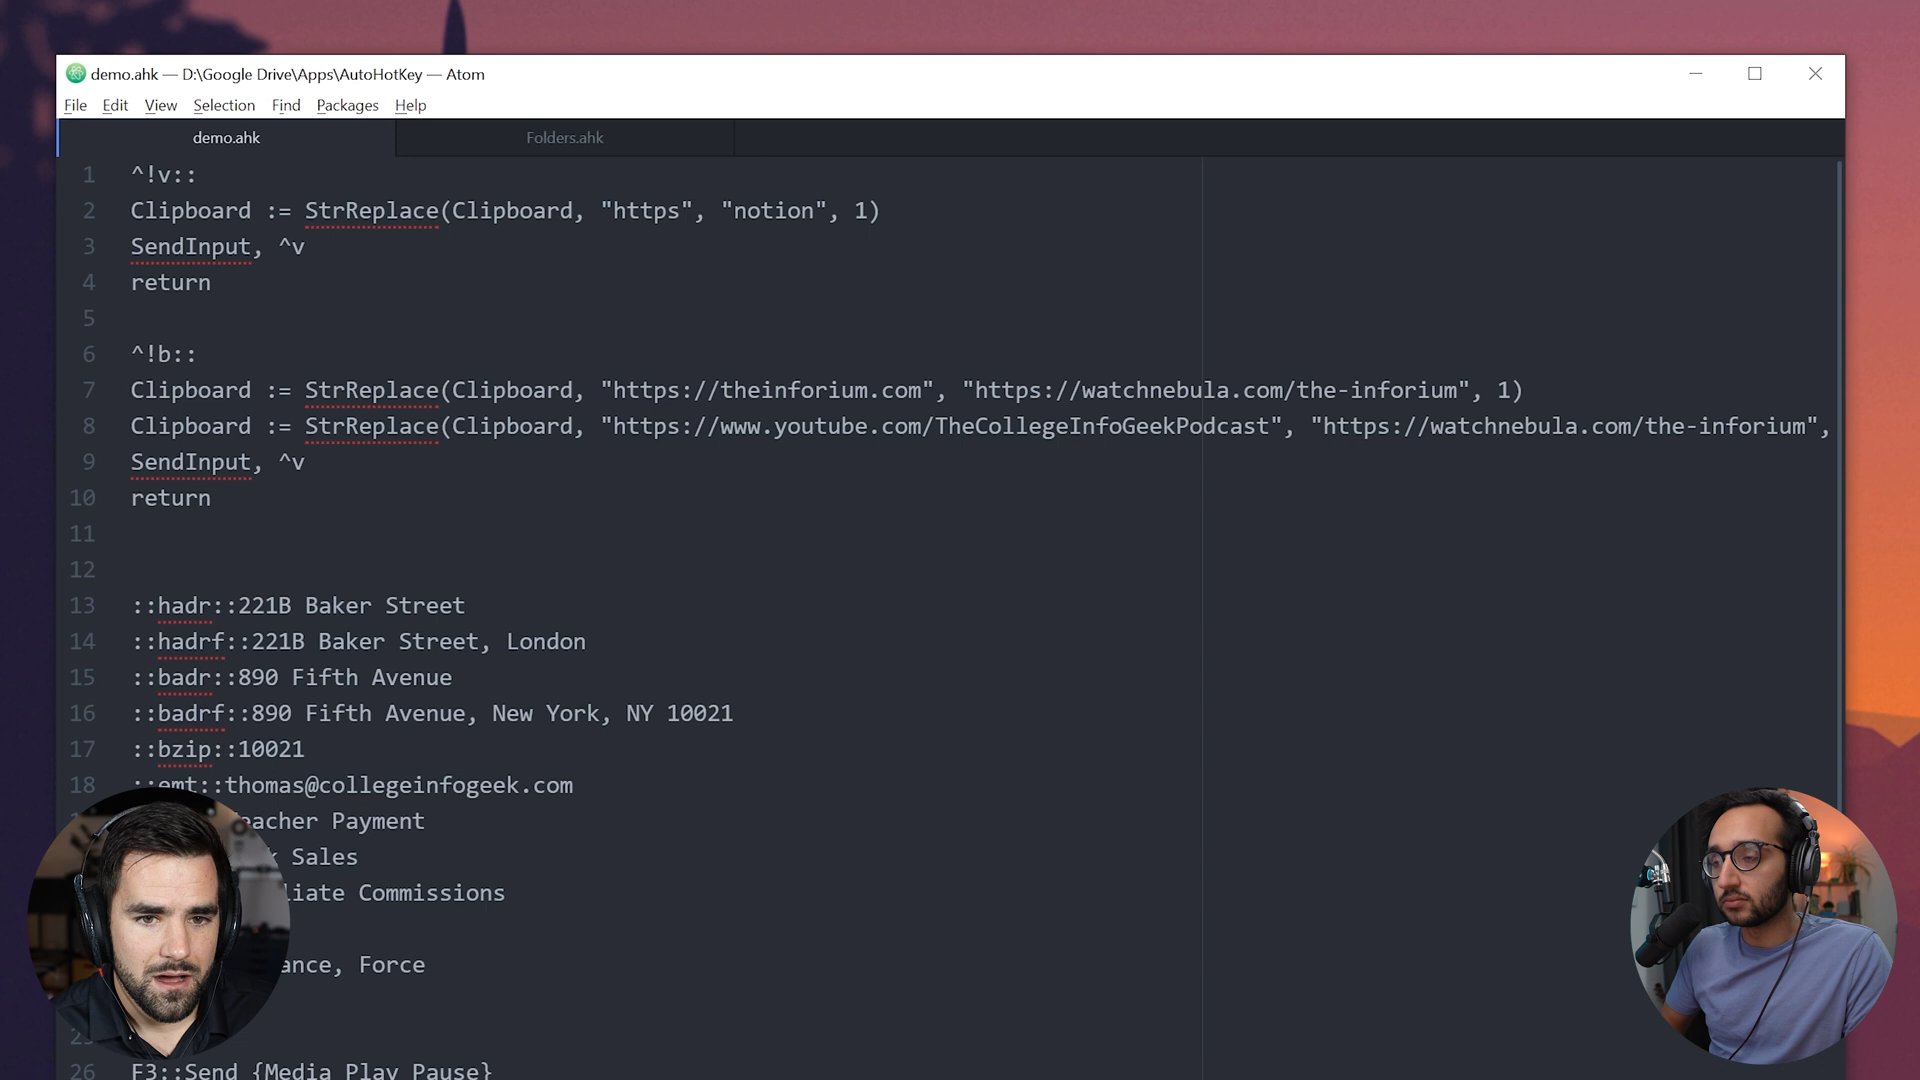 demo.ahk — D:\Google Drive\Apps\AutoHotKey — Atom
File Edit View Selection Find Packages Help
demo.ahk Folders.ahk
1 ^!v::
2 Clipboard := StrReplace(Clipboard, "https", "notion", 1)
3 SendInput, ^v
4 return
5
6 ^!b::
7 Clipboard := StrReplace(Clipboard, "https://theinforium.com", "https://watchnebula.com/the-inforium", 1)
8 Clipboard := StrReplace(Clipboard, "https://www.youtube.com/TheCollegeInfoGeekPodcast", "https://watchnebula.com/the-inforium",
9 SendInput, ^v
10 return
11
12
13 ::hadr::221B Baker Street
14 ::hadrf::221B Baker Street, London
15 ::badr::890 Fifth Avenue
16 ::badrf::890 Fifth Avenue, New York, NY 10021
17 ::bzip::10021
18 ::emt::thomas@collegeinfogeek.com
Payment
Sales
Commissions
Force
26 F3::Send {Media_Play_Pause}